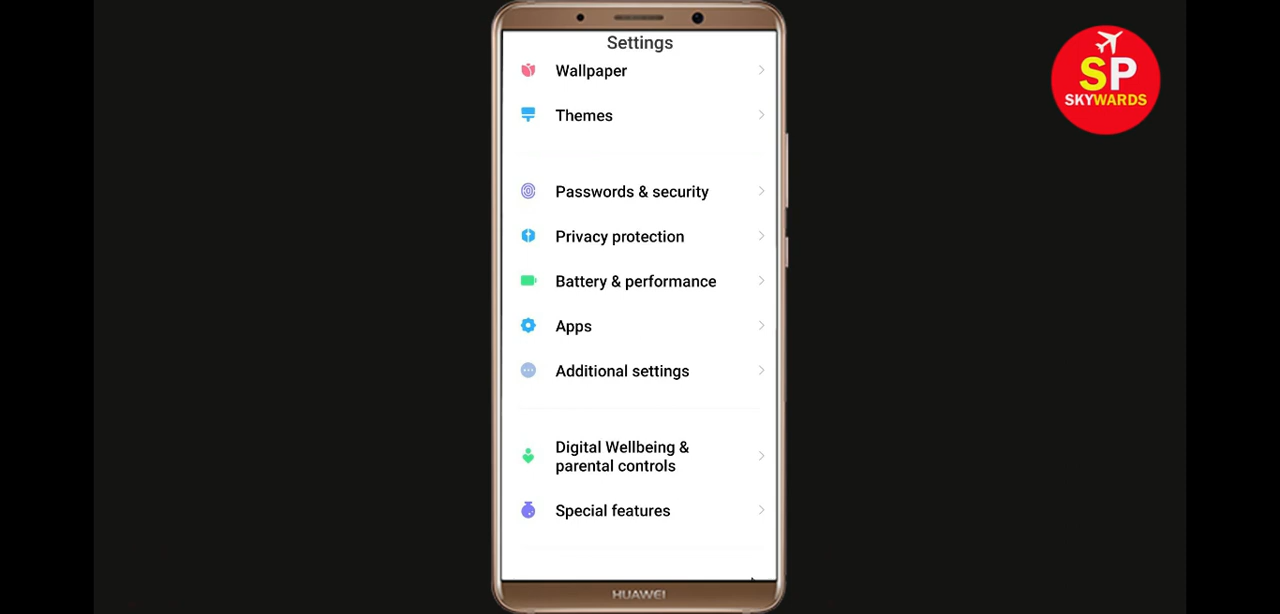 Settings
Wallpaper
Themes
Passwords & security
Privacy protection
Battery & performance
Apps
Additional settings
Digital Wellbeing &
parental controls
Special features
HUAWEI
SP
SKYWARDS